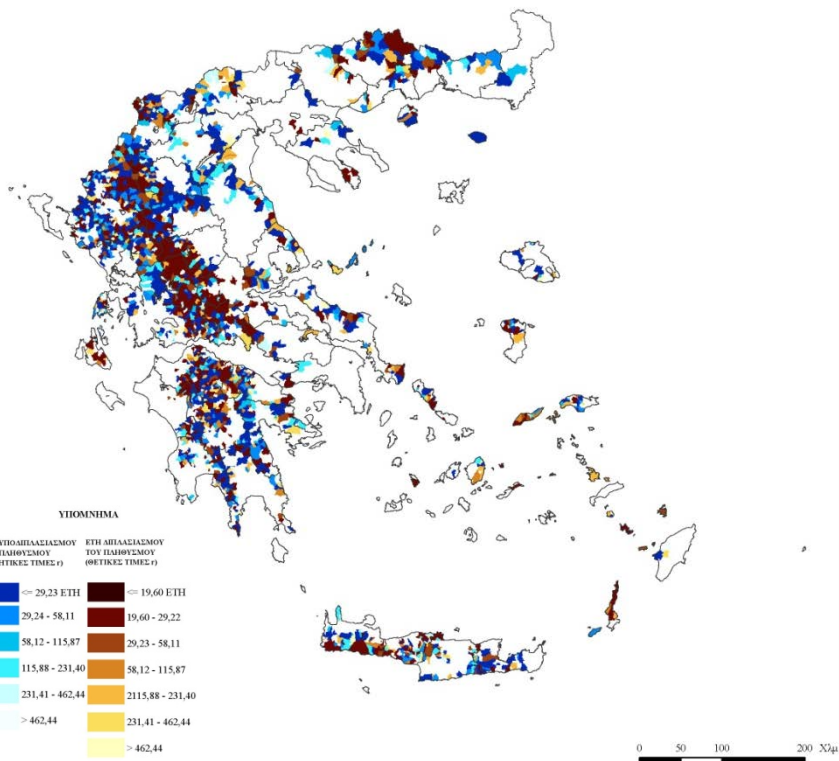 ΥΠΟΜΝΗΜΑ
ΥΠΟΔΙΠΛΑΣΙΑΣΜΟΥ
ΠΛΗΘΥΣΜΟΥ
ΗΤΙΚΕΣ ΤΙΜΕΣ r)
<= 29,23 ΕΤΗ
29,24 - 58,11
58,12 - 115,87
115,88 - 231,40
231,41 - 462,44
> 462,44
ΕΤΗ ΔΙΠΛΑΣΙΑΣΜΟΥ
ΤΟΥ ΠΛΗΘΥΣΜΟΥ
(ΘΕΤΙΚΕΣ ΤΙΜΕΣ r)
<= 19,60 ΕΤΗ
19,60 - 29,22
29,23 - 58,11
58,12 - 115,87
2115,88 - 231,40
231,41 - 462,44
> 462,44
0 50 100 200 Χλμ